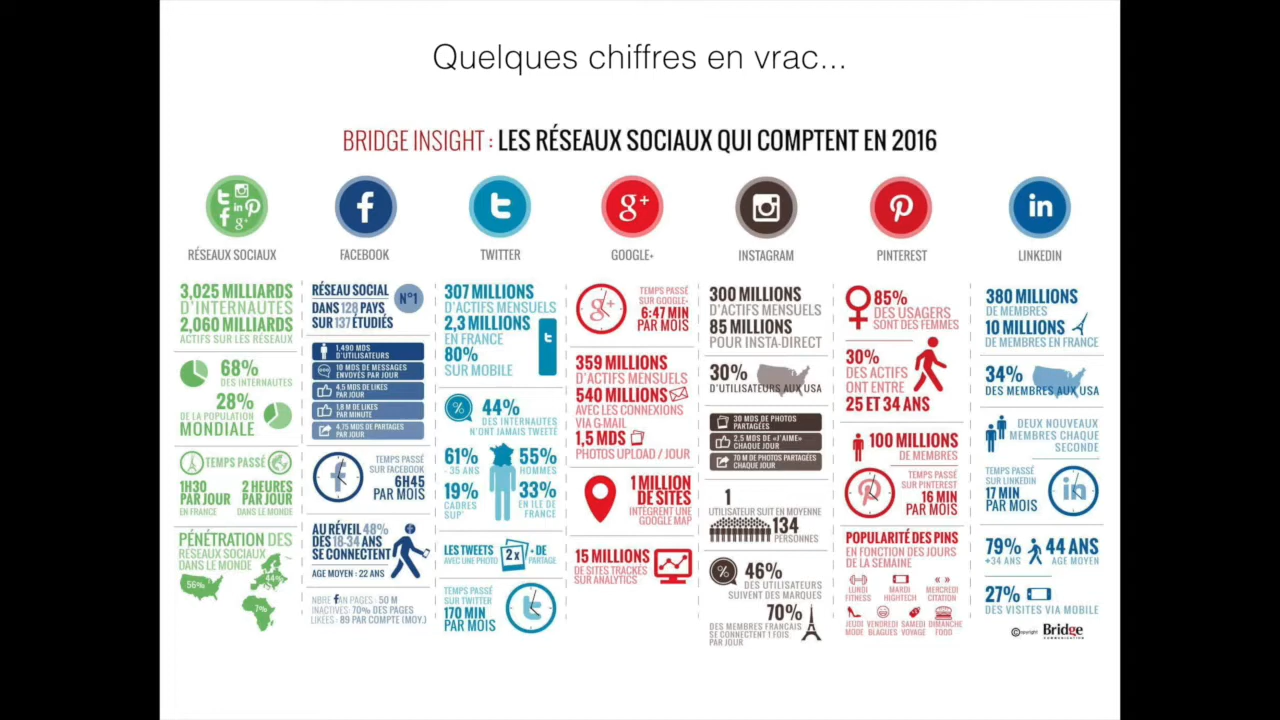 Quelques chiffres en vrac...
BRIDGE INSIGHT : LES RÉSEAUX SOCIAUX QUI COMPTENT EN 2016
RÉSEAUX SOCIAUX
3,025 MILLIARDS
D'INTERNAUTES
2,060 MILLIARDS
ACTIFS SUR LES RÉSEAUX
68%
DES INTERNAUTES
28%
DE LA POPULATION
MONDIALE
TEMPS PASSÉ
1H30
PAR JOUR
EN FRANCE
2 HEURES
PAR JOUR
DANS LE MONDE
PÉNÉTRATION DES
RÉSEAUX SOCIAUX
DANS LE MONDE
56%
44%
7%
FACEBOOK
RÉSEAU SOCIAL
DANS 128 PAYS
SUR 137 ÉTUDIÉS
N°1
1,490 MDS
D'UTILISATEURS
10 MDS DE MESSAGES
ENVOYÉS PAR JOUR
4,5 MDS DE LIKES
PAR JOUR
1,8 M DE LIKES
PAR MINUTE
4,75 MDS DE PARTAGES
PAR JOUR
TEMPS PASSÉ
SUR FACEBOOK
6H45
PAR MOIS
AU RÉVEIL 48%
DES 18-34 ANS
SE CONNECTENT
AGE MOYEN : 22 ANS
NBRE FAN PAGES : 50 M
INACTIVES: 70% DES PAGES
LIKÉES : 89 PAR COMPTE (MOY.)
TWITTER
307 MILLIONS
D'ACTIFS MENSUELS
2,3 MILLIONS
EN FRANCE
80%
SUR MOBILE
44%
DES INTERNAUTES
N'ONT JAMAIS TWEETÉ
61%
- 35 ANS
55%
HOMMES
19%
CADRES
SUP'
33%
EN ILE DE
FRANCE
LES TWEETS
AVEC UNE PHOTO
2x
+ DE
PARTAGE
TEMPS PASSÉ
SUR TWITTER
170 MIN
PAR MOIS
GOOGLE+
TEMPS PASSÉ
SUR GOOGLE+
6:47 MIN
PAR MOIS
359 MILLIONS
D'ACTIFS MENSUELS
540 MILLIONS
AVEC LES CONNEXIONS
VIA G-MAIL
1,5 MDS
PHOTOS UPLOAD / JOUR
1 MILLION
DE SITES
INTÈGRENT UNE
GOOGLE MAP
15 MILLIONS
DE SITES TRACKÉS
SUR ANALYTICS
INSTAGRAM
300 MILLIONS
D'ACTIFS MENSUELS
85 MILLIONS
POUR INSTA-DIRECT
30%
D'UTILISATEURS AUX USA
30 MDS DE PHOTOS
PARTAGÉES
2,5 MDS DE «J'AIME»
CHAQUE JOUR
70 M DE PHOTOS PARTAGÉES
CHAQUE JOUR
1
UTILISATEUR SUIT EN MOYENNE
134
PERSONNES
46%
DES UTILISATEURS
SUIVENT DES MARQUES
70%
DES MEMBRES FRANCAIS
SE CONNECTENT 1 FOIS
PAR JOUR
PINTEREST
85%
DES USAGERS
SONT DES FEMMES
30%
DES ACTIFS
ONT ENTRE
25 ET 34 ANS
100 MILLIONS
DE MEMBRES
TEMPS PASSÉ
SUR PINTEREST
16 MIN
PAR MOIS
POPULARITÉ DES PINS
EN FONCTION DES JOURS
DE LA SEMAINE
LUNDI
FITNESS
MARDI
HIGHTECH
MERCREDI
CITATION
JEUDI
MODE
VENDREDI
BLAGUES
SAMEDI
VOYAGE
DIMANCHE
FOOD
LINKEDIN
380 MILLIONS
DE MEMBRES
10 MILLIONS
DE MEMBRES EN FRANCE
34%
DES MEMBRES AUX USA
DEUX NOUVEAUX
MEMBRES CHAQUE
SECONDE
TEMPS PASSÉ
SUR LINKEDIN
17 MIN
PAR MOIS
79%
+34 ANS
44 ANS
AGE MOYEN
27%
DES VISITES VIA MOBILE
©opyright Bridge
COMMUNICATION